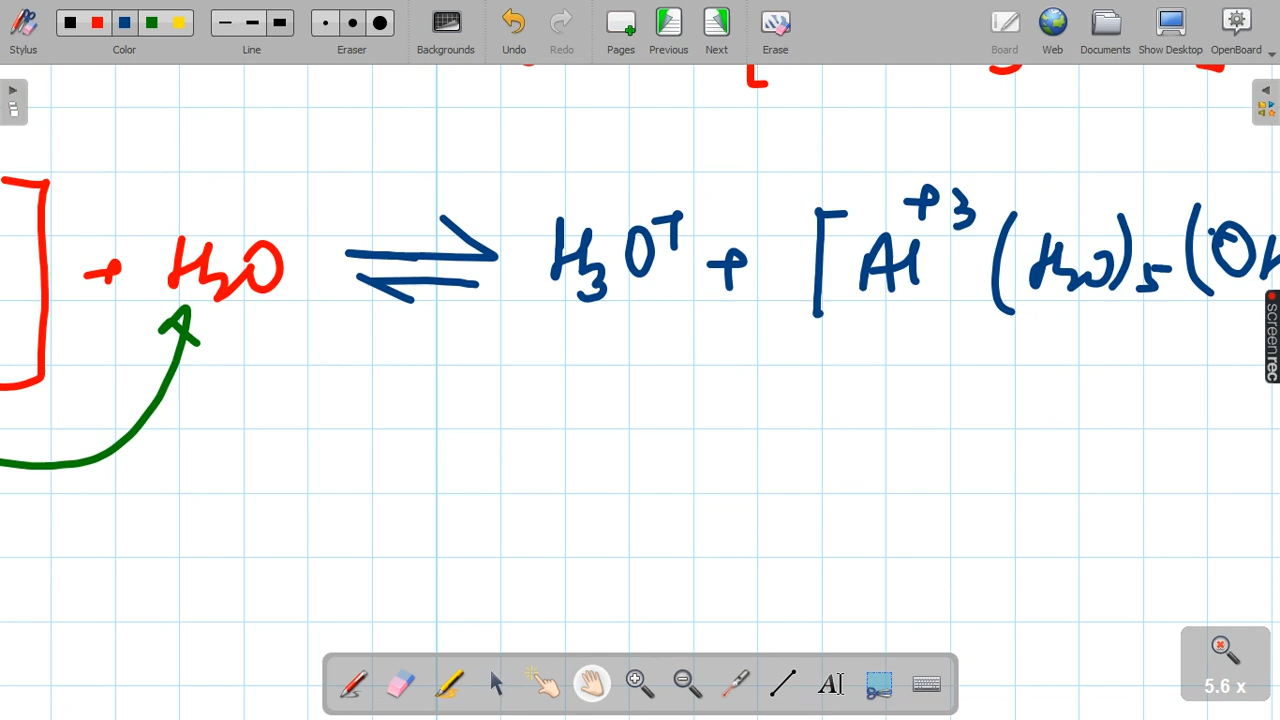 Stylus Color Line Eraser Backgrounds Undo Redo Pages Previous Next Erase Board Web Documents Show Desktop OpenBoard
+ H₂O ⇌ H₃O⁺ + [Al⁺³(H₂O)₅(OH
screenrec
5.6 x